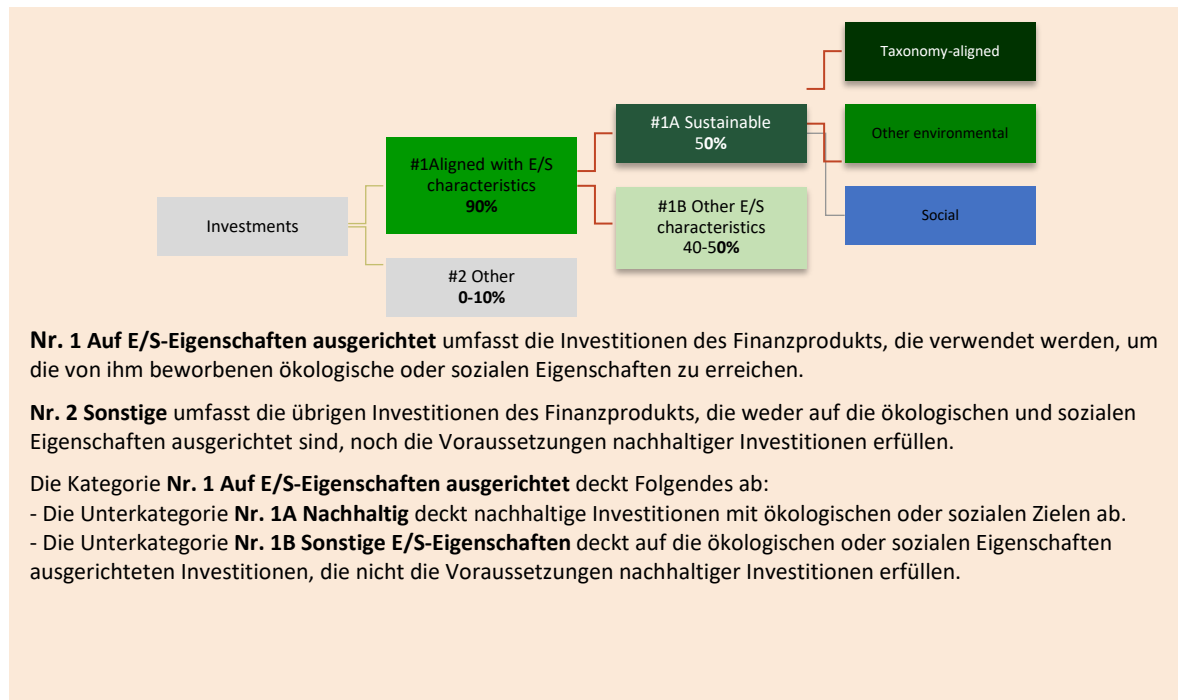 Taxonomy-aligned
#1A Sustainable
50%
Other environmental
#1Aligned with E/S
characteristics
90%
#1B Other E/S
characteristics
40-50%
Social
Investments
#2 Other
0-10%
Nr. 1 Auf E/S-Eigenschaften ausgerichtet umfasst die Investitionen des Finanzprodukts, die verwendet werden, um
die von ihm beworbenen ökologische oder sozialen Eigenschaften zu erreichen.
Nr. 2 Sonstige umfasst die übrigen Investitionen des Finanzprodukts, die weder auf die ökologischen und sozialen
Eigenschaften ausgerichtet sind, noch die Voraussetzungen nachhaltiger Investitionen erfüllen.
Die Kategorie Nr. 1 Auf E/S-Eigenschaften ausgerichtet deckt Folgendes ab:
- Die Unterkategorie Nr. 1A Nachhaltig deckt nachhaltige Investitionen mit ökologischen oder sozialen Zielen ab.
- Die Unterkategorie Nr. 1B Sonstige E/S-Eigenschaften deckt auf die ökologischen oder sozialen Eigenschaften
ausgerichteten Investitionen, die nicht die Voraussetzungen nachhaltiger Investitionen erfüllen.